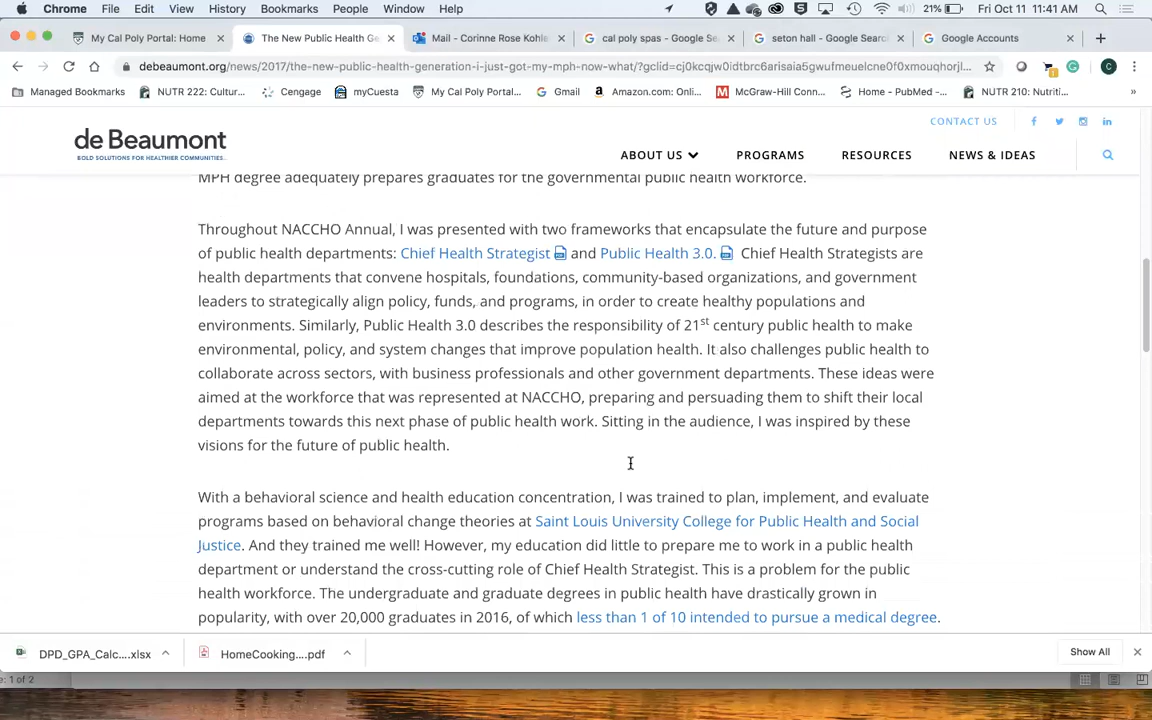 Chrome File Edit View History Bookmarks People Window Help 21% Fri Oct 11 11:41 AM
My Cal Poly Portal: Home
The New Public Health Ge
Mail - Corinne Rose Kohle
cal poly spas - Google Se
seton hall - Google Searc
Google Accounts
debeaumont.org/news/2017/the-new-public-health-generation-i-just-got-my-mph-now-what/?gclid=cj0kcqjw0idtbrc6arisaia5gwufmeuelcne0f0xmouqhorjl...
C
Managed Bookmarks
NUTR 222: Cultur...
Cengage
myCuesta
My Cal Poly Portal...
Gmail
Amazon.com: Onli...
McGraw-Hill Conn...
Home - PubMed -...
NUTR 210: Nutriti...
»
CONTACT US
de Beaumont
BOLD SOLUTIONS FOR HEALTHIER COMMUNITIES.
ABOUT US PROGRAMS RESOURCES NEWS & IDEAS
MPH degree adequately prepares graduates for the governmental public health workforce.
Throughout NACCHO Annual, I was presented with two frameworks that encapsulate the future and purpose
of public health departments: Chief Health Strategist and Public Health 3.0. Chief Health Strategists are
health departments that convene hospitals, foundations, community-based organizations, and government
leaders to strategically align policy, funds, and programs, in order to create healthy populations and
environments. Similarly, Public Health 3.0 describes the responsibility of 21st century public health to make
environmental, policy, and system changes that improve population health. It also challenges public health to
collaborate across sectors, with business professionals and other government departments. These ideas were
aimed at the workforce that was represented at NACCHO, preparing and persuading them to shift their local
departments towards this next phase of public health work. Sitting in the audience, I was inspired by these
visions for the future of public health.
With a behavioral science and health education concentration, I was trained to plan, implement, and evaluate
programs based on behavioral change theories at Saint Louis University College for Public Health and Social
Justice. And they trained me well! However, my education did little to prepare me to work in a public health
department or understand the cross-cutting role of Chief Health Strategist. This is a problem for the public
health workforce. The undergraduate and graduate degrees in public health have drastically grown in
popularity, with over 20,000 graduates in 2016, of which less than 1 of 10 intended to pursue a medical degree.
DPD_GPA_Calc....xlsx
HomeCooking....pdf
Show All
e: 1 of 2